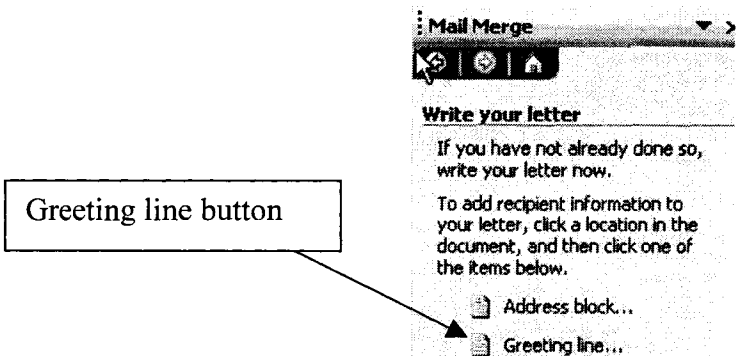 Mail Merge
Write your letter
If you have not already done so,
write your letter now.
To add recipient information to
your letter, click a location in the
document, and then click one of
the items below.
Greeting line button
Address block...
Greeting line...